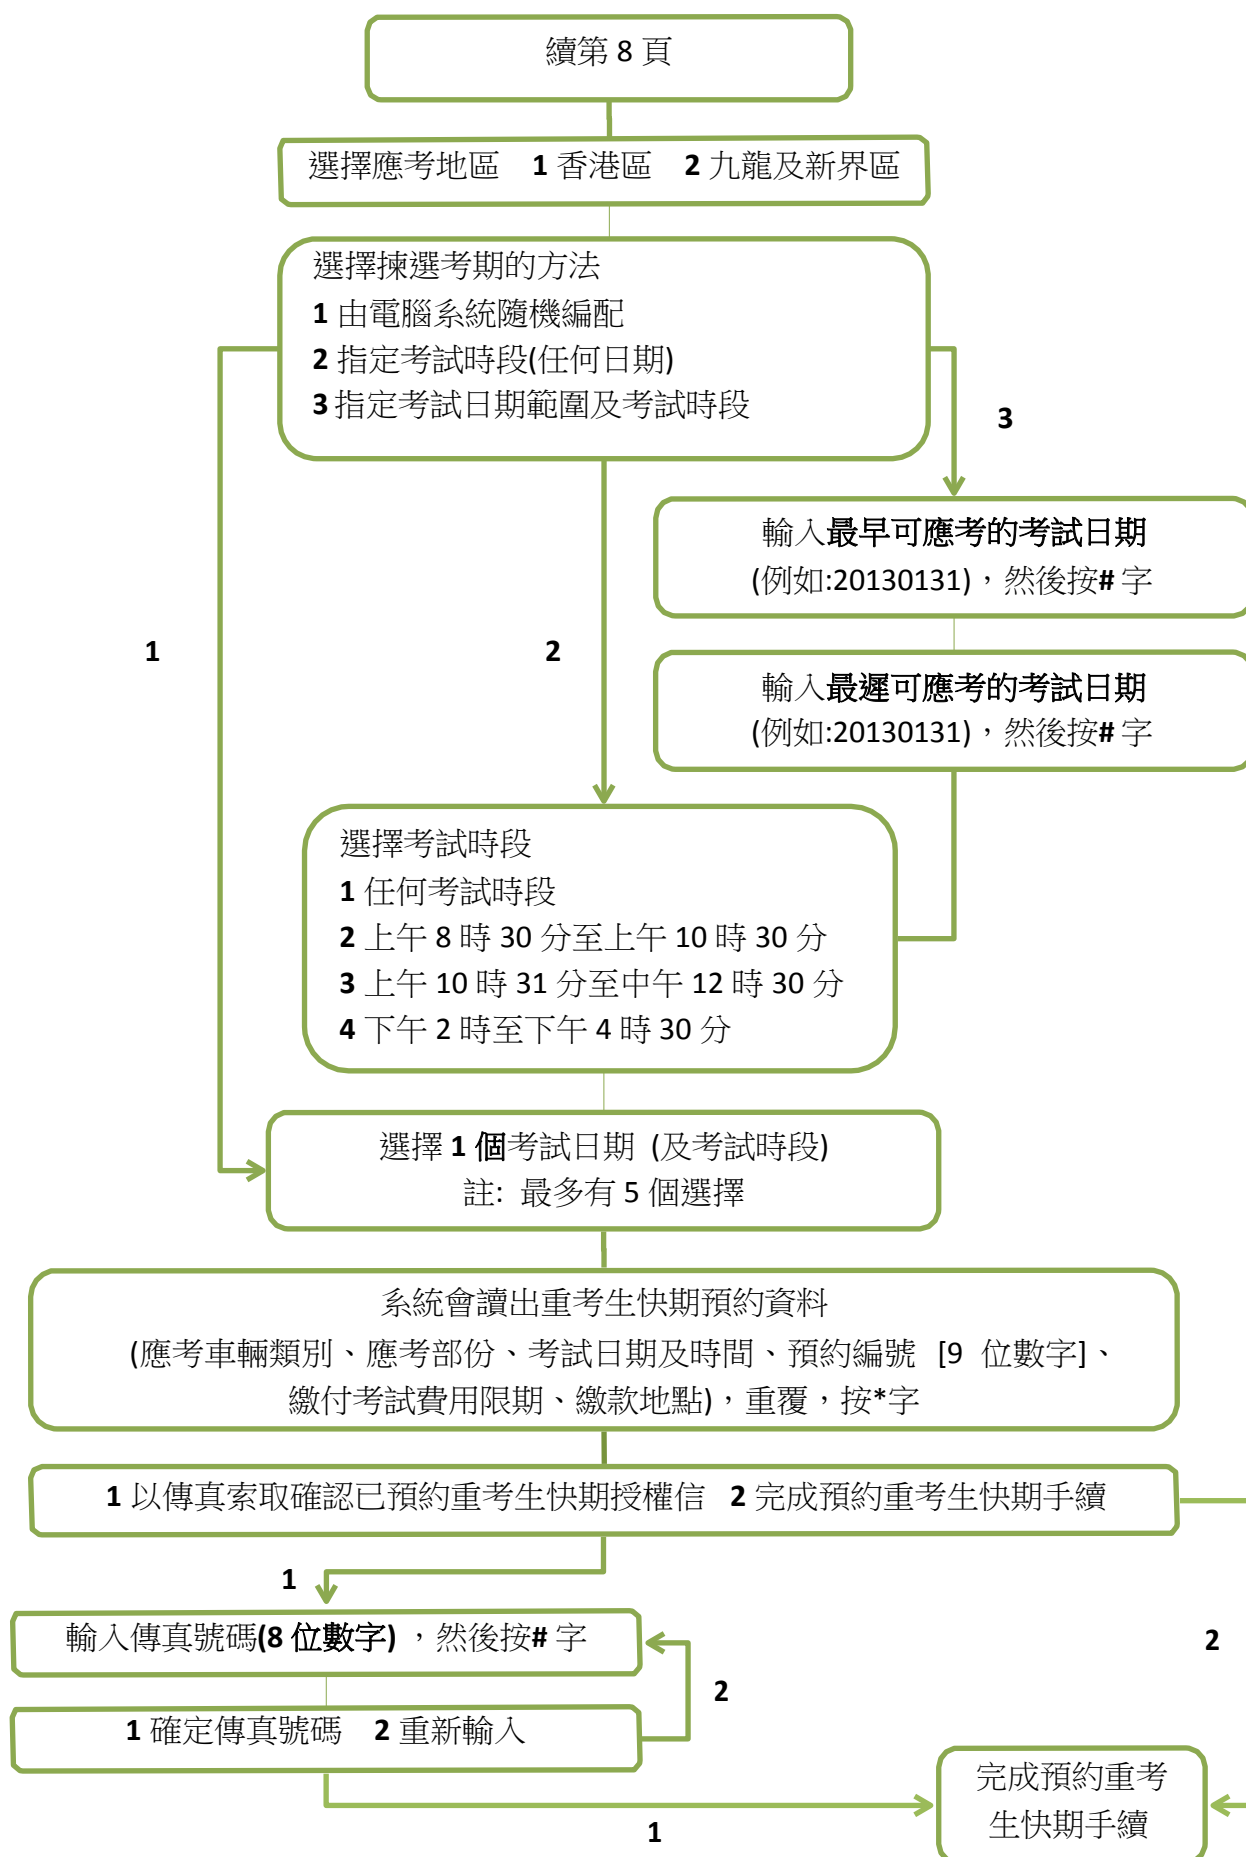 續第 8 頁
選擇應考地區 1 香港區 2 九龍及新界區
選擇揀選考期的方法
1 由電腦系統隨機編配
2 指定考試時段(任何日期)
3 指定考試日期範圍及考試時段
3
輸入最早可應考的考試日期
(例如:20130131)，然後按# 字
1
2
輸入最遲可應考的考試日期
(例如:20130131)，然後按# 字
選擇考試時段
1 任何考試時段
2 上午 8 時 30 分至上午 10 時 30 分
3 上午 10 時 31 分至中午 12 時 30 分
4 下午 2 時至下午 4 時 30 分
選擇 1 個考試日期 (及考試時段)
註: 最多有 5 個選擇
系統會讀出重考生快期預約資料
(應考車輛類別、應考部份、考試日期及時間、預約編號 [9 位數字]、
繳付考試費用限期、繳款地點)，重覆，按*字
1 以傳真索取確認已預約重考生快期授權信 2 完成預約重考生快期手續
1
輸入傳真號碼(8 位數字) ，然後按# 字
2
2
1 確定傳真號碼 2 重新輸入
完成預約重考
生快期手續
1